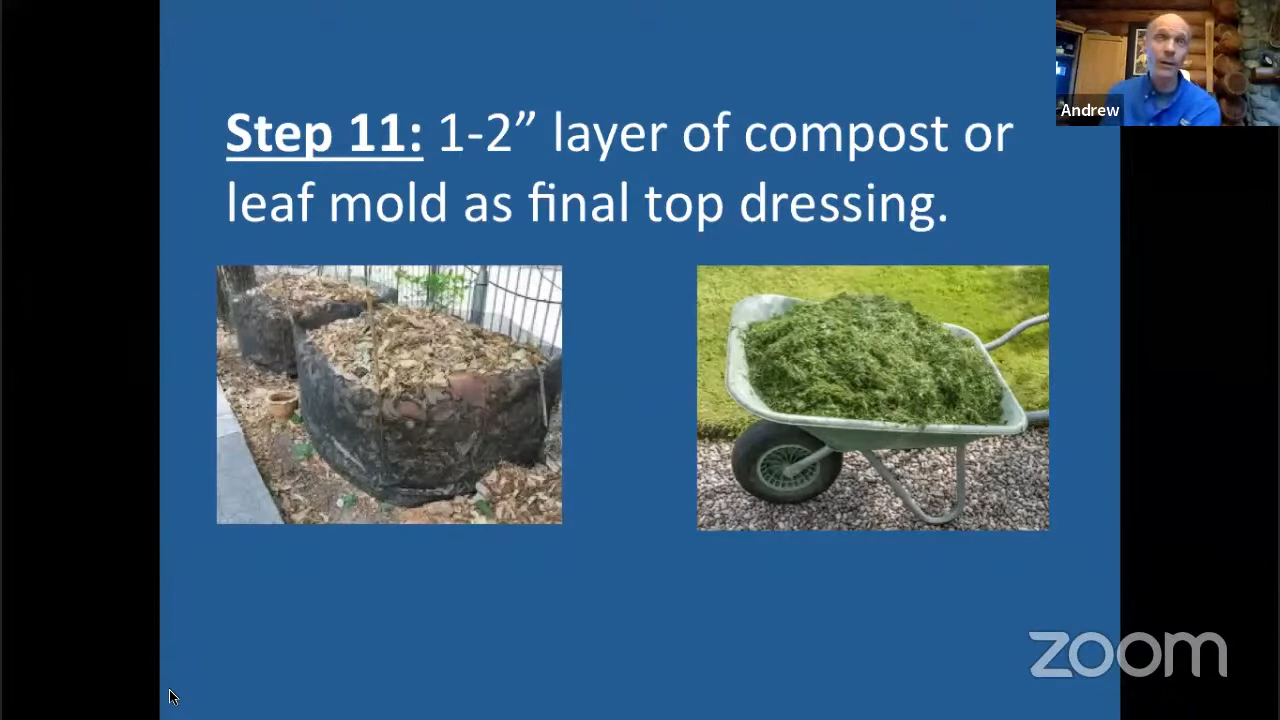 Step 11: 1-2” layer of compost or
leaf mold as final top dressing.
Andrew
zoom